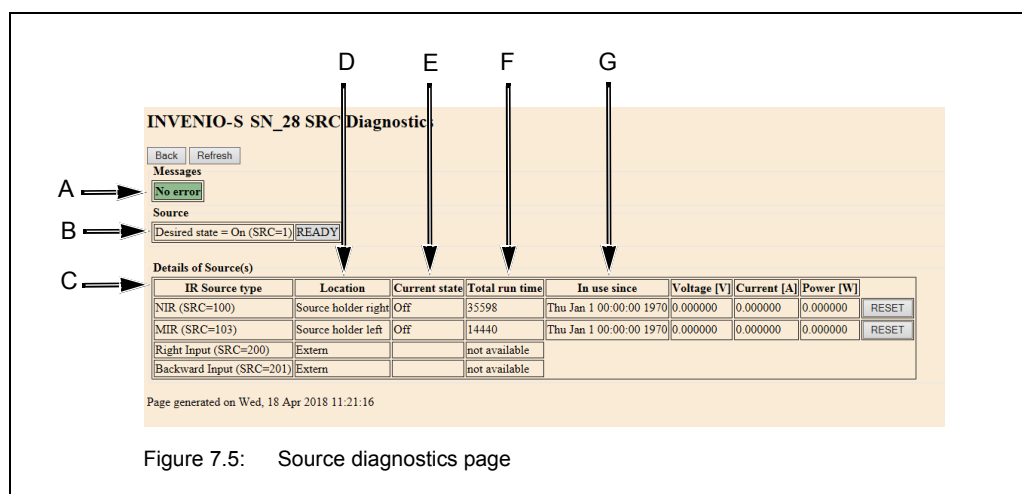 D E F G
INVENIO-S SN_28 SRC Diagnostics
Back Refresh
Messages
A No error
Source
B Desired state = On (SRC=1) READY
Details of Source(s)
C IR Source type Location Current state Total run time In use since Voltage [V] Current [A] Power [W]
NIR (SRC=100) Source holder right Off 35598 Thu Jan 1 00:00:00 1970 0.000000 0.000000 0.000000 RESET
MIR (SRC=103) Source holder left Off 14440 Thu Jan 1 00:00:00 1970 0.000000 0.000000 0.000000 RESET
Right Input (SRC=200) Extern not available
Backward Input (SRC=201) Extern not available
Page generated on Wed, 18 Apr 2018 11:21:16
Figure 7.5: Source diagnostics page